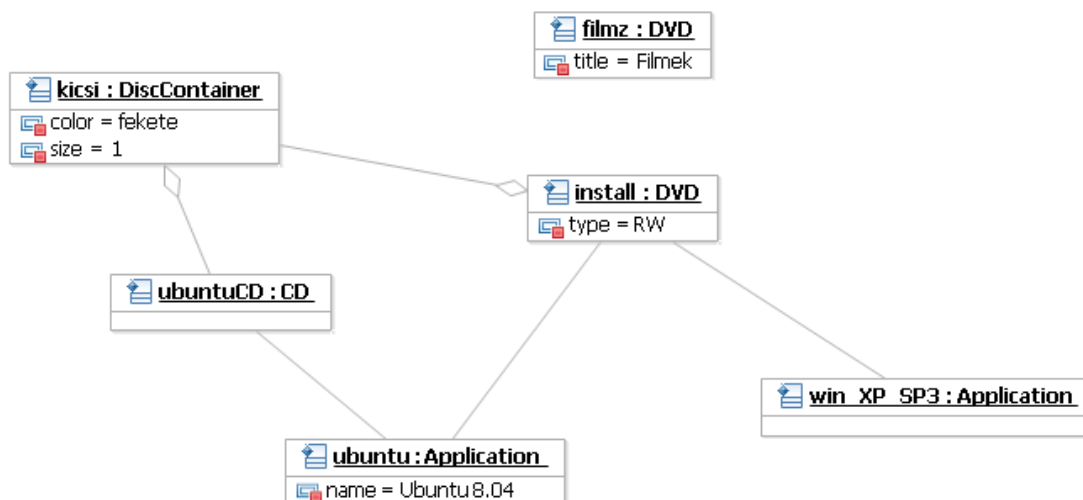 filmz : DVD
title = Filmek
kicsi : DiscContainer
color = fekete
size = 1
install : DVD
type = RW
ubuntuCD : CD
win_XP_SP3 : Application
ubuntu : Application
name = Ubuntu 8.04